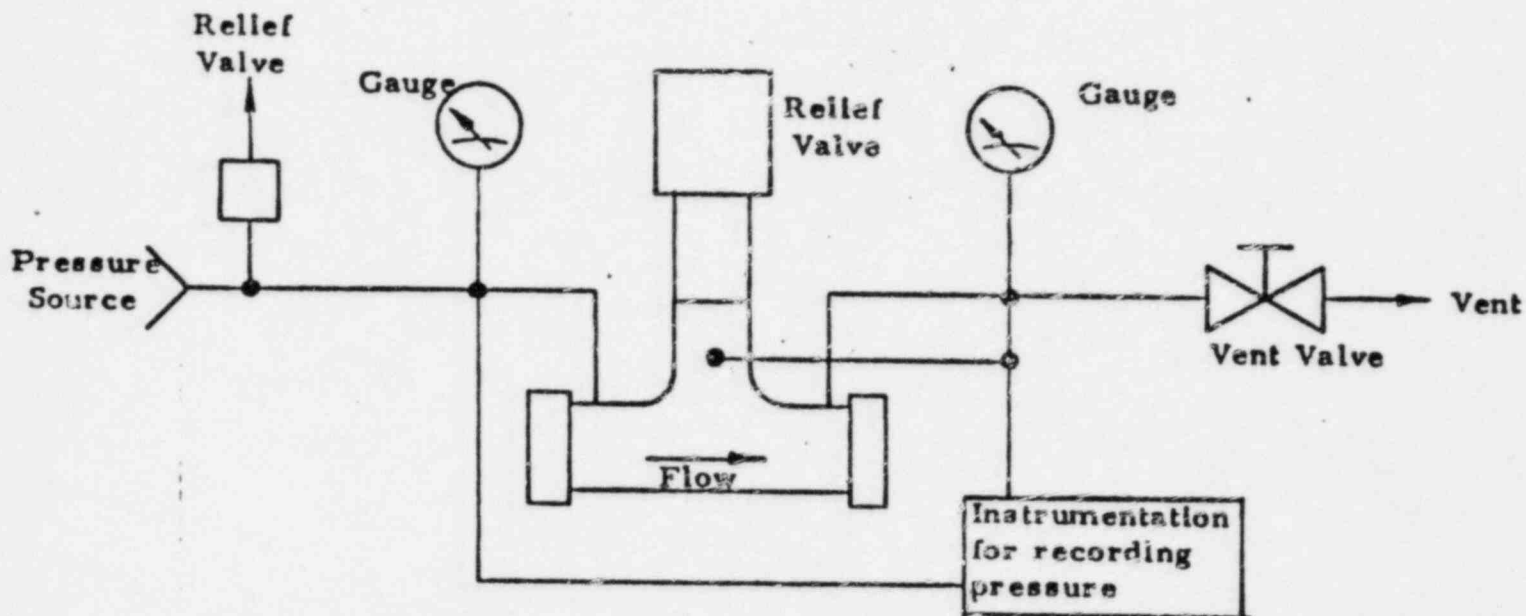 Relief
Valve
Gauge
Relief
Valve
Gauge
Pressure
Source
Vent
Vent Valve
Flow
Instrumentation
for recording
pressure